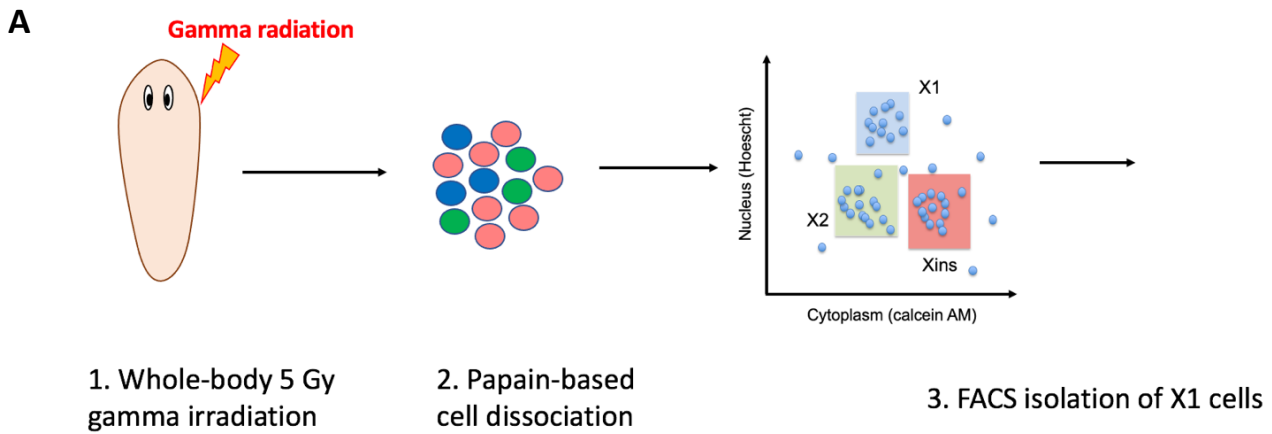 A
Gamma radiation
X1
Nucleus (Hoescht)
X2
Xins
Cytoplasm (calcein AM)
1. Whole-body 5 Gy
gamma irradiation
2. Papain-based
cell dissociation
3. FACS isolation of X1 cells